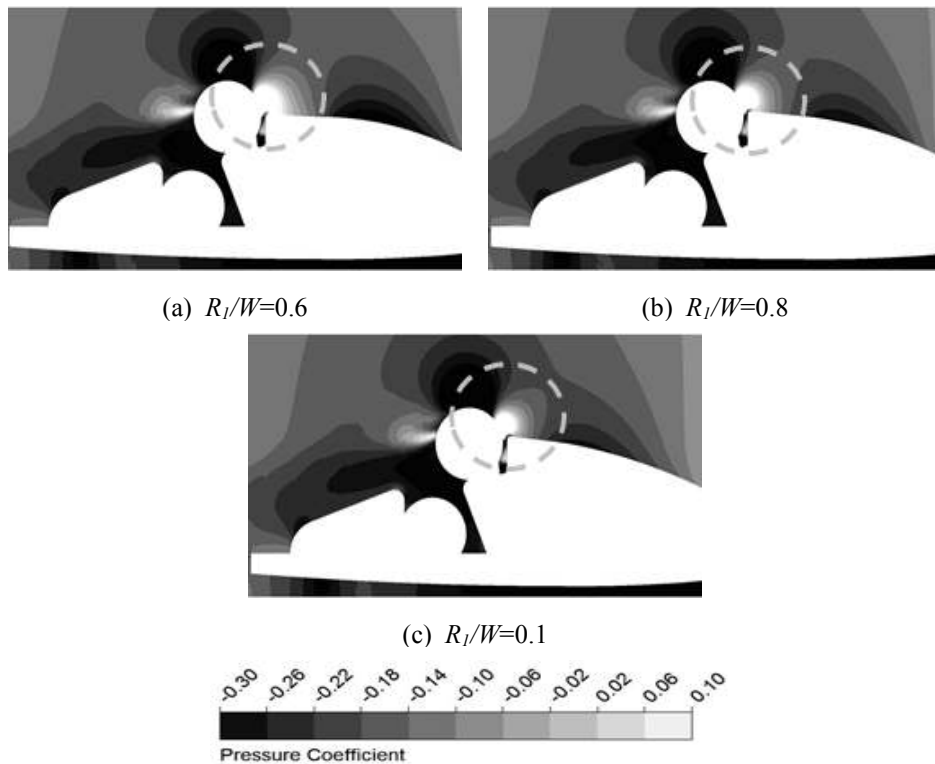 (a) R₁/W=0.6
(b) R₁/W=0.8
(c) R₁/W=0.1
-0.30 -0.26 -0.22 -0.18 -0.14 -0.10 -0.06 -0.02 0.02 0.06 0.10
Pressure Coefficient